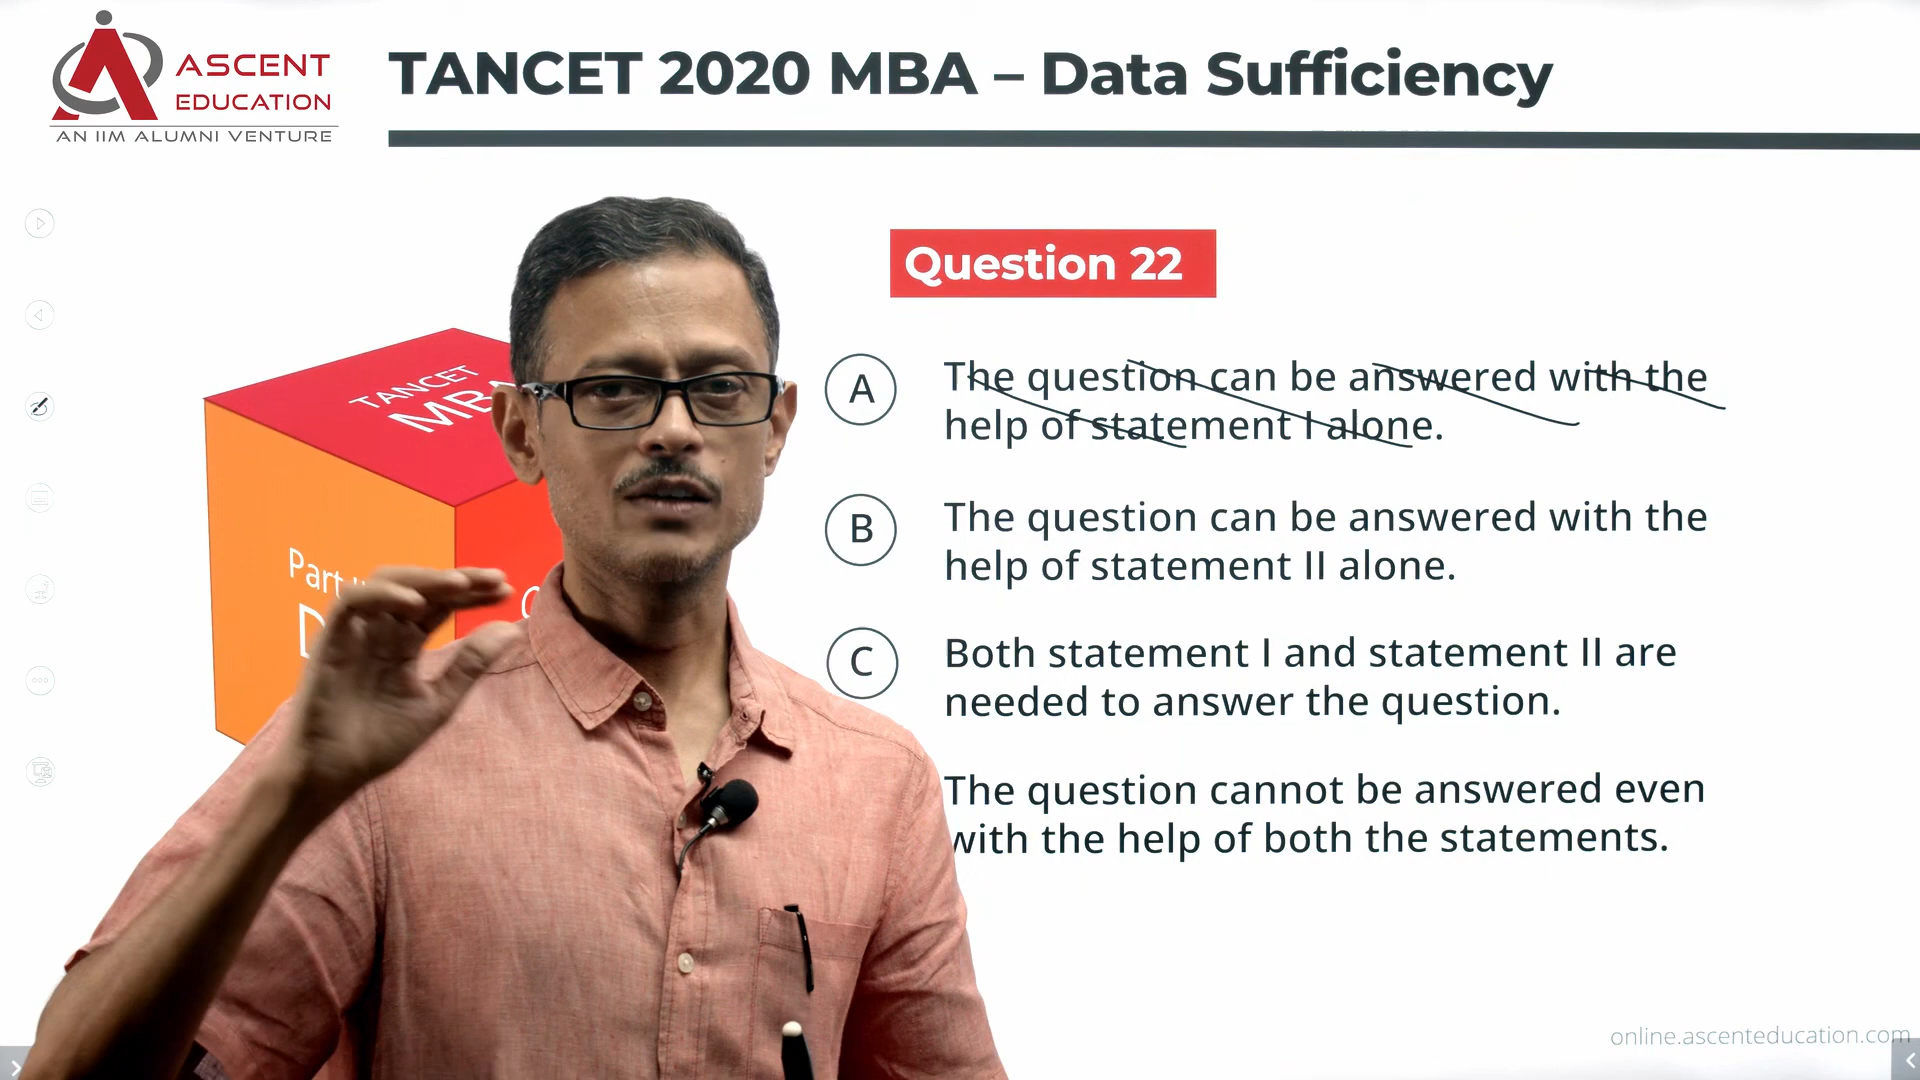 ASCENT
EDUCATION
AN IIM ALUMNI VENTURE
TANCET 2020 MBA – Data Sufficiency
Question 22
TANCET
A
The question can be answered with the
help of statement I alone.
B
The question can be answered with the
help of statement II alone.
Part
C
Both statement I and statement II are
needed to answer the question.
The question cannot be answered even
with the help of both the statements.
online.ascenteducation.com